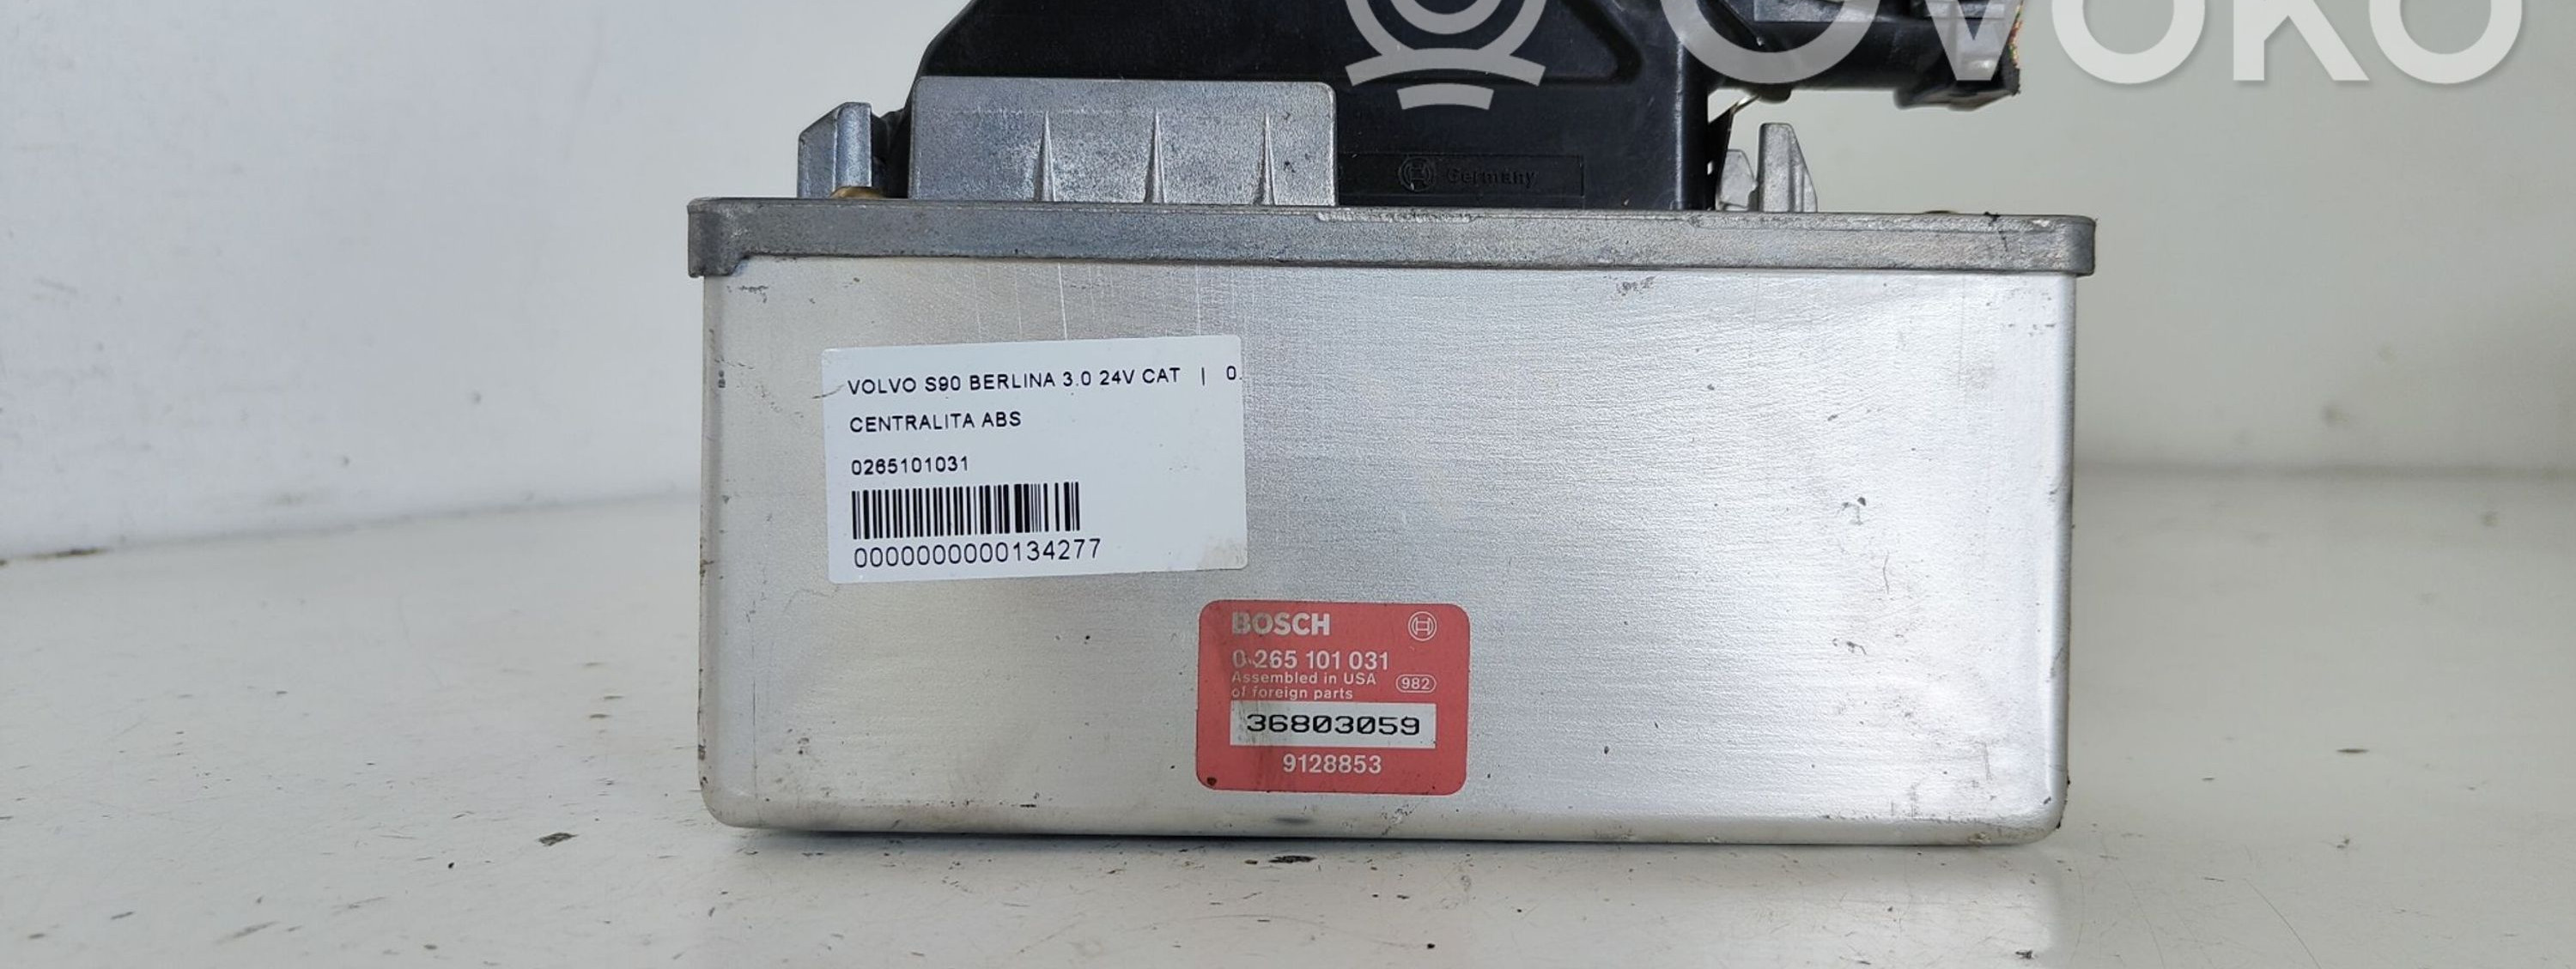 OVOKO
Germany
VOLVO S90 BERLINA 3.0 24V CAT | 0.
CENTRALITA ABS
0265101031
0000000000134277
BOSCH
0 265 101 031
Assembled in USA
of foreign parts
982
36803059
9128853